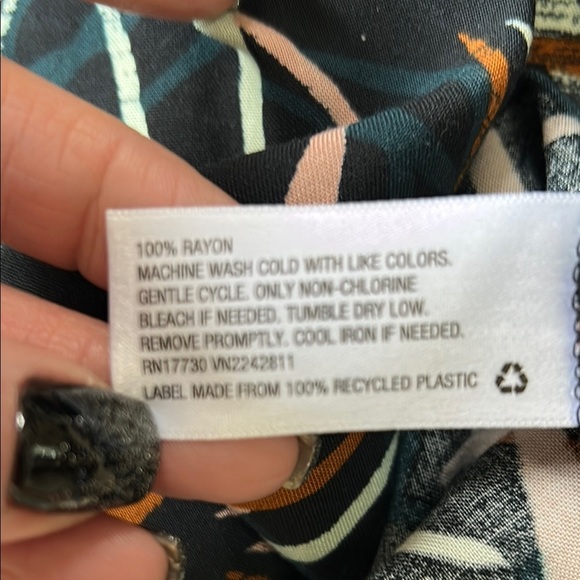 100% RAYON
MACHINE WASH COLD WITH LIKE COLORS.
GENTLE CYCLE. ONLY NON-CHLORINE
BLEACH IF NEEDED. TUMBLE DRY LOW.
REMOVE PROMPTLY. COOL IRON IF NEEDED.
RN17730 VN2242811
LABEL MADE FROM 100% RECYCLED PLASTIC